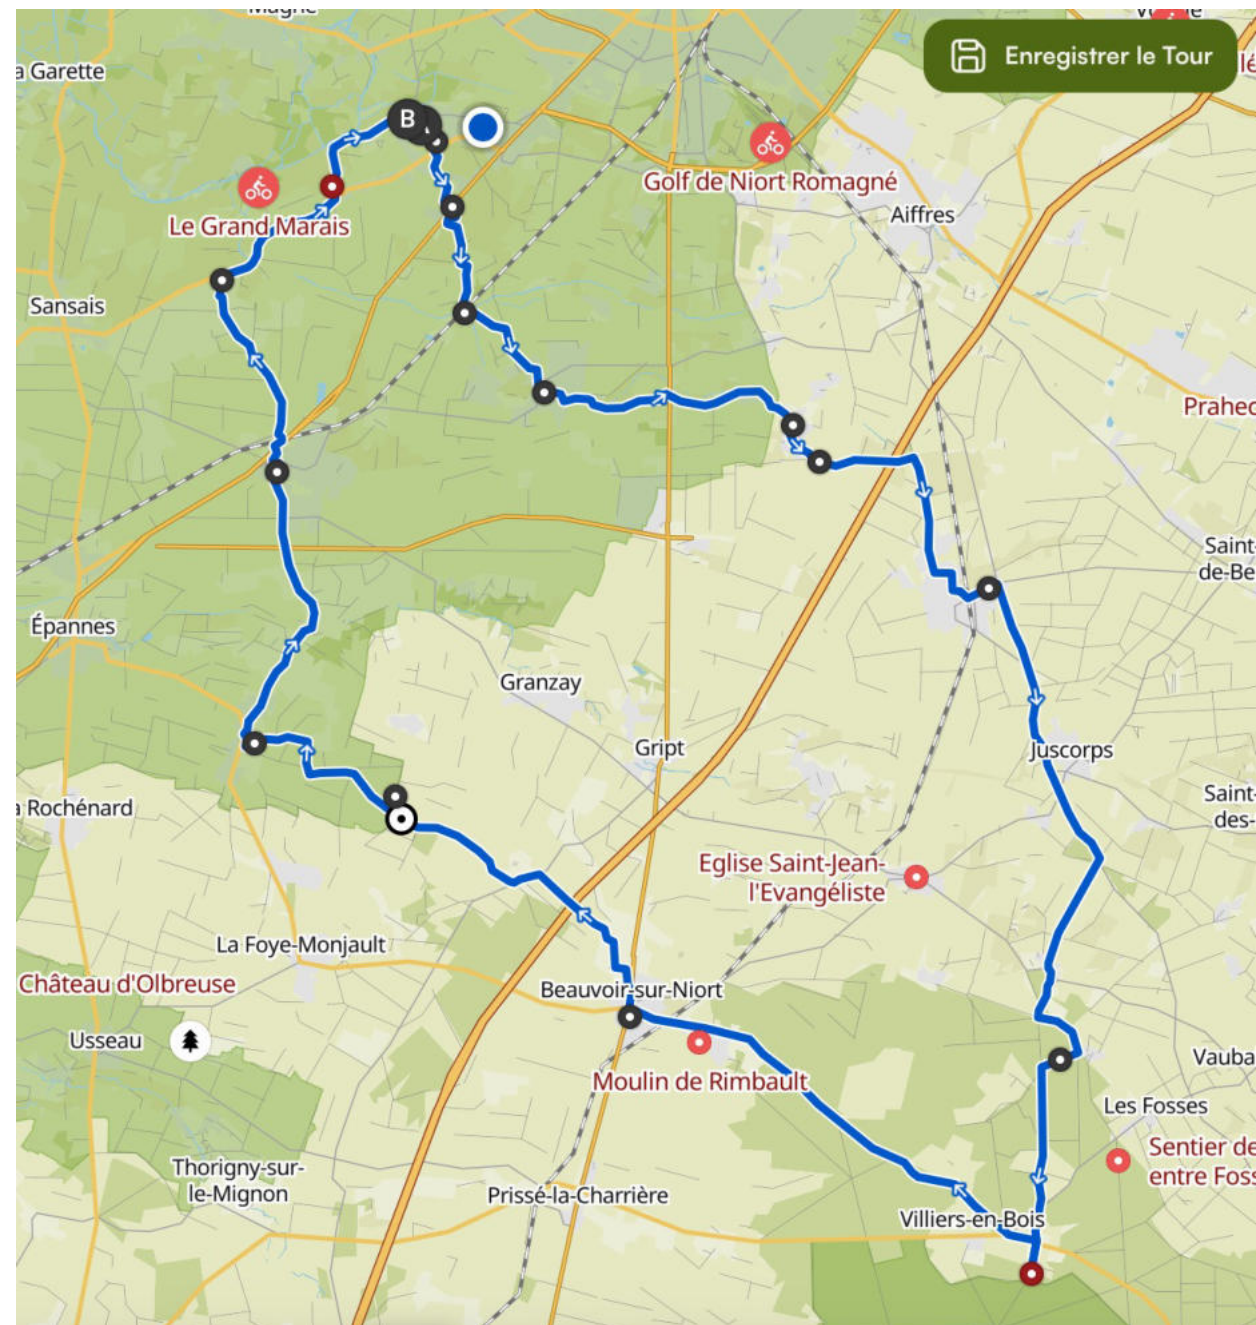 Enregistrer le Tour
a Garette
B
Golf de Niort Romagné
Aiffres
Le Grand Marais
Sansais
Prahec
Saint-
de-Be
Épannes
Granzay
Gript
Juscorps
a Rochénard
Saint-
des-
Eglise Saint-Jean-
l'Evangéliste
La Foye-Monjault
Château d'Olbreuse
Beauvoir-sur-Niort
Usseau
Vauba
Moulin de Rimbault
Les Fosses
Sentier de
entre Foss
Thorigny-sur-
le-Mignon
Prissé-la-Charrière
Villiers-en-Bois